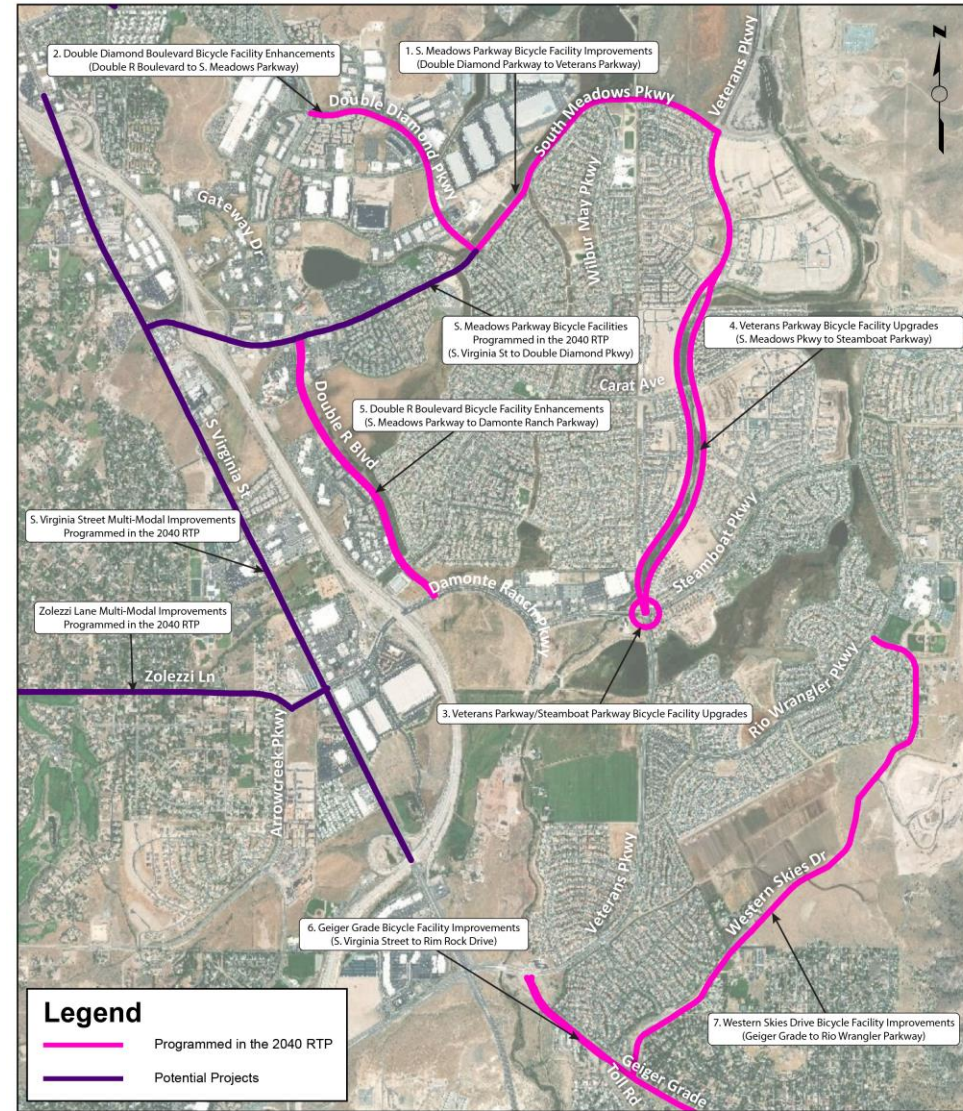 2. Double Diamond Boulevard Bicycle Facility Enhancements
(Double R Boulevard to S. Meadows Parkway)
1. S. Meadows Parkway Bicycle Facility Improvements
(Double Diamond Parkway to Veterans Parkway)
Veterans Pkwy
Z
Double Diamond Pkwy
South Meadows Pkwy
Gateway Dr
Wilbur May Pkwy
S. Meadows Parkway Bicycle Facilities
Programmed in the 2040 RTP
(S. Virginia St to Double Diamond Pkwy)
4. Veterans Parkway Bicycle Facility Upgrades
(S. Meadows Pkwy to Steamboat Parkway)
Carat Ave
Double R Blvd
5. Double R Boulevard Bicycle Facility Enhancements
(S. Meadows Parkway to Damonte Ranch Parkway)
S Virginia St
S. Virginia Street Multi-Modal Improvements
Programmed in the 2040 RTP
Steamboat Pkwy
Damonte Ranch Pkwy
Zolezzi Lane Multi-Modal Improvements
Programmed in the 2040 RTP
Zolezzi Ln
Arrowcreek Pkwy
3. Veterans Parkway/Steamboat Parkway Bicycle Facility Upgrades
Rio Wrangler Pkwy
Veterans Pkwy
Western Skies Dr
6. Geiger Grade Bicycle Facility Improvements
(S. Virginia Street to Rim Rock Drive)
7. Western Skies Drive Bicycle Facility Improvements
(Geiger Grade to Rio Wrangler Parkway)
Geiger Grade
Toll Rd
Legend
Programmed in the 2040 RTP
Potential Projects